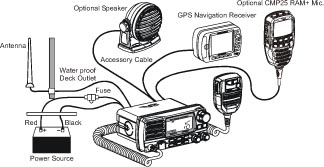 Optional Speaker
Optional CMP25 RAM+ Mic.
GPS Navigation Receiver
Antenna
Accessory Cable
Water proof
Deck Outlet
Fuse
Red
Black
+
Power Source